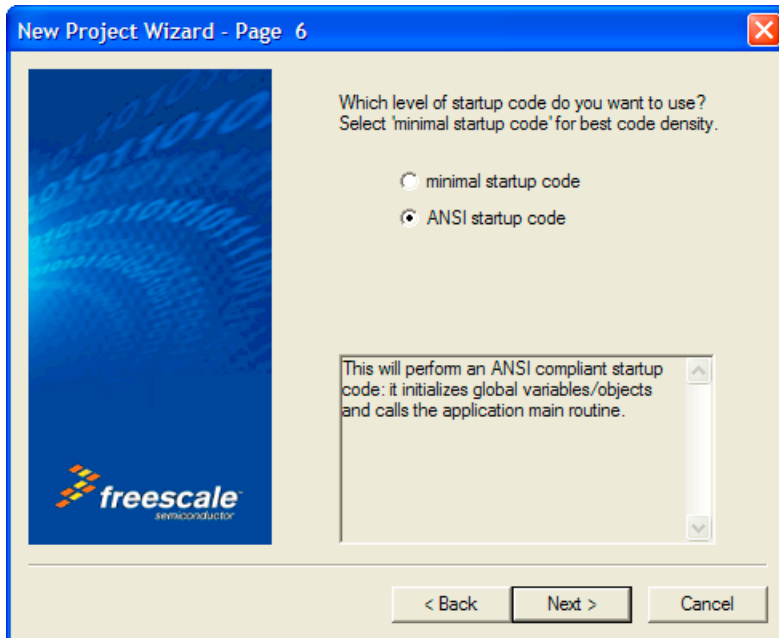 New Project Wizard - Page 6
Which level of startup code do you want to use?
Select 'minimal startup code' for best code density.
minimal startup code
ANSI startup code
This will perform an ANSI compliant startup
code: it initializes global variables/objects
and calls the application main routine.
freescale
semiconductor
< Back
Next >
Cancel